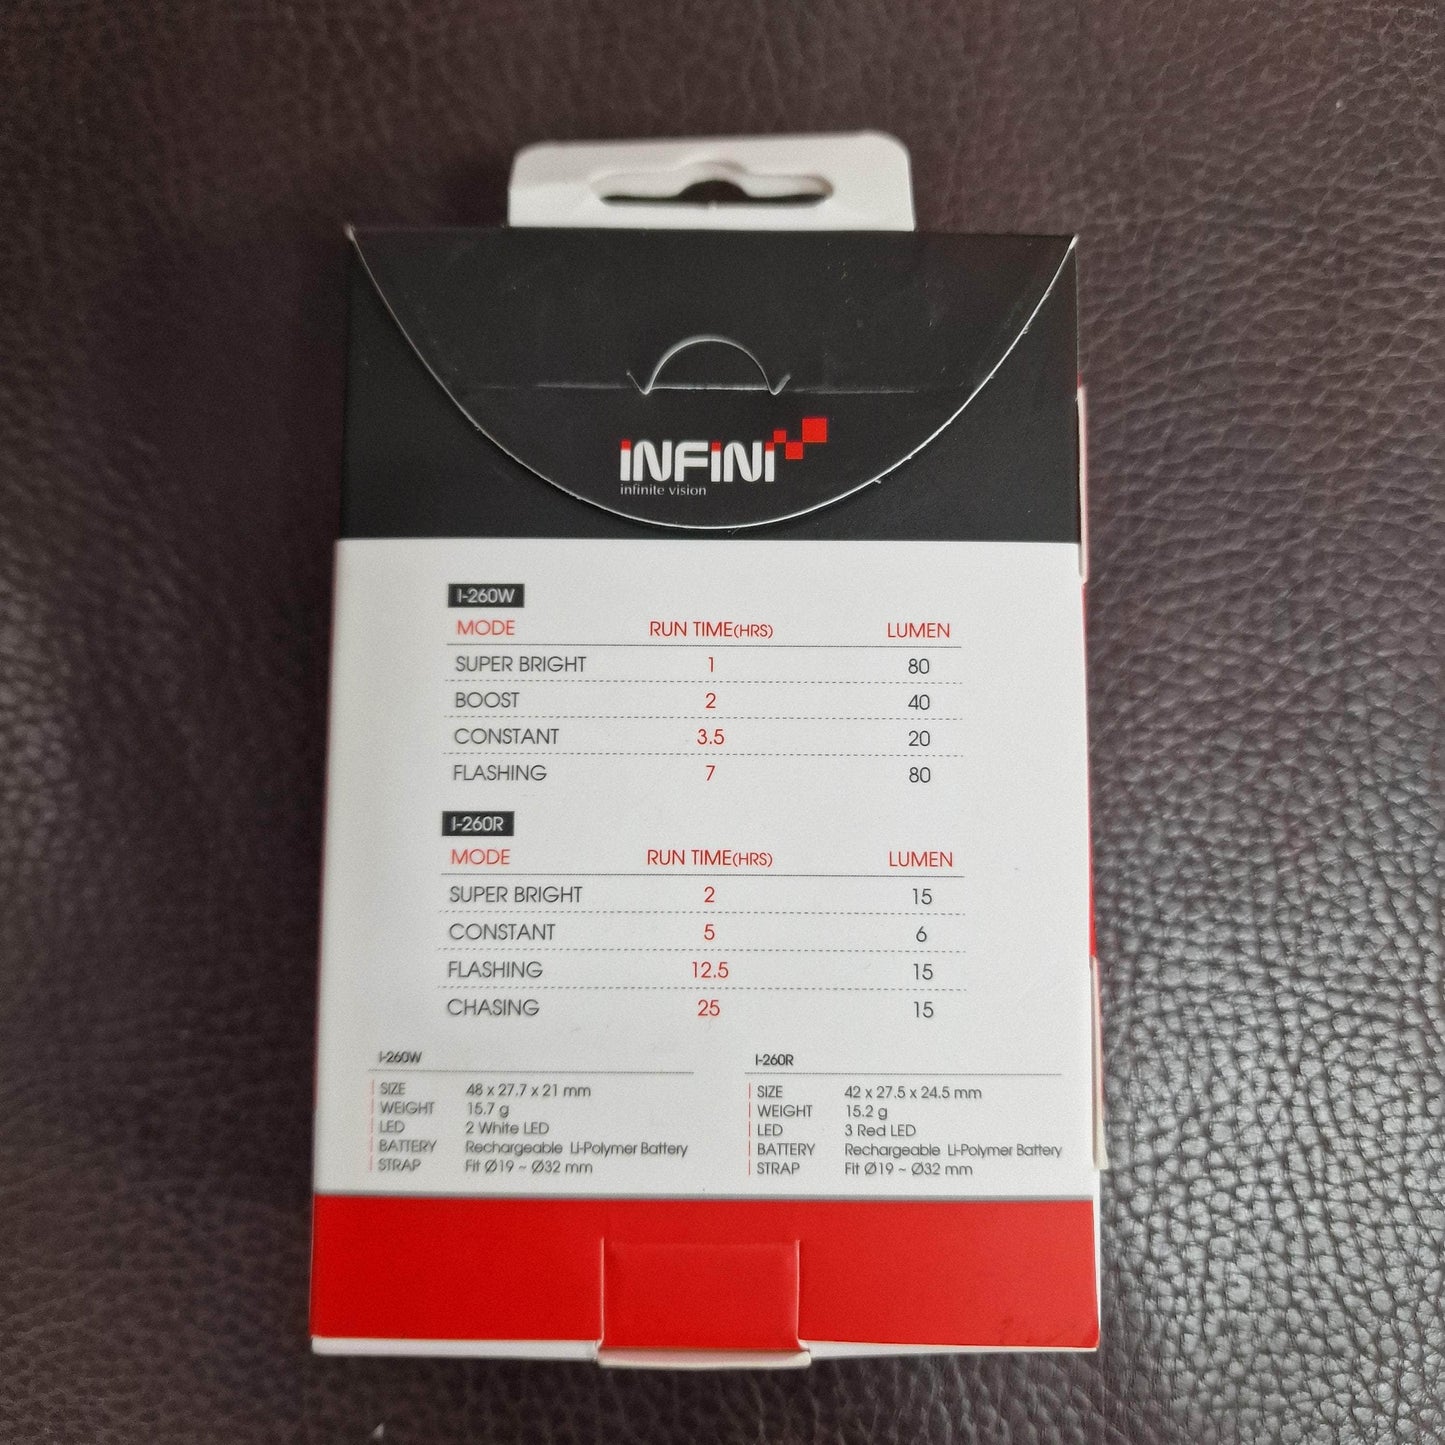 iNFiNi
infinite vision
I-260W
MODE RUN TIME(HRS) LUMEN
SUPER BRIGHT 1 80
BOOST 2 40
CONSTANT 3.5 20
FLASHING 7 80
I-260R
MODE RUN TIME(HRS) LUMEN
SUPER BRIGHT 2 15
CONSTANT 5 6
FLASHING 12.5 15
CHASING 25 15
I-260W
SIZE 48 x 27.7 x 21 mm
WEIGHT 15.7 g
LED 2 White LED
BATTERY Rechargeable Li-Polymer Battery
STRAP Fit Ø19 ~ Ø32 mm
I-260R
SIZE 42 x 27.5 x 24.5 mm
WEIGHT 15.2 g
LED 3 Red LED
BATTERY Rechargeable Li-Polymer Battery
STRAP Fit Ø19 ~ Ø32 mm